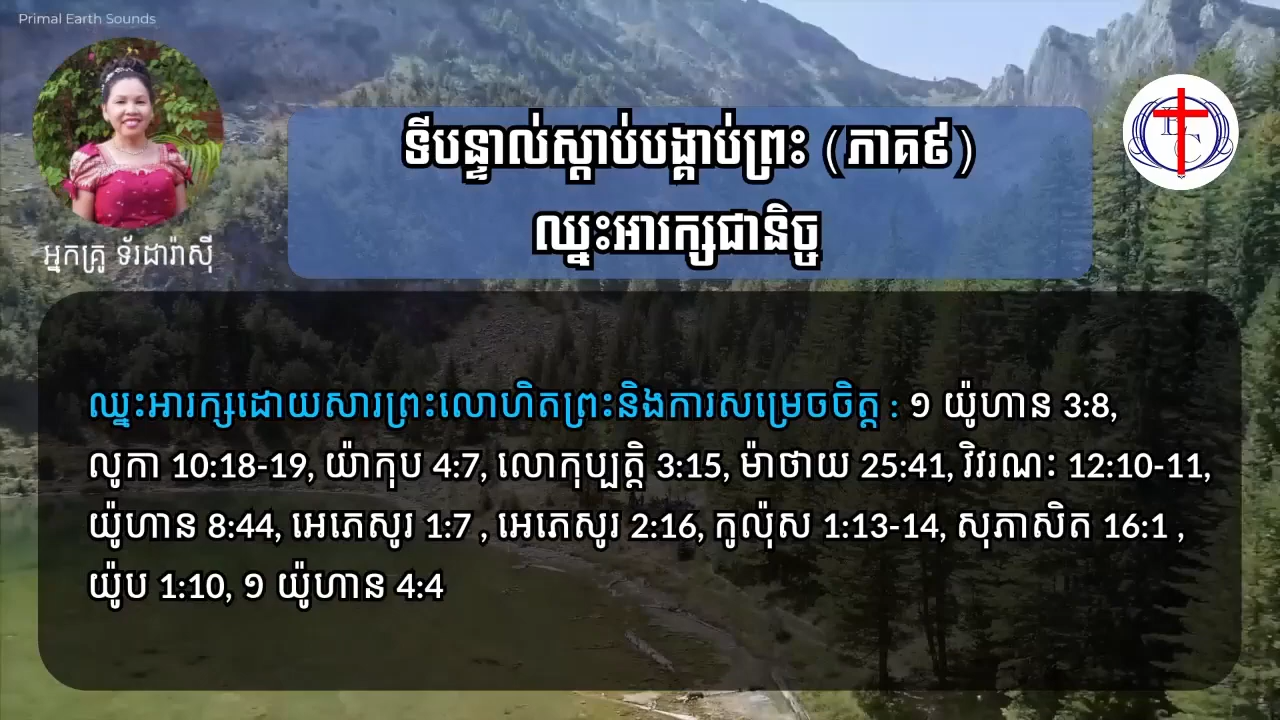 Primal Earth Sounds
ទីបន្ទាល់ស្តាប់បង្គាប់ព្រះ (ភាគ៩)
ឈ្នះអារក្សជានិច្ច
អ្នកគ្រូ ទ័រដារ៉ាស៊ី
ឈ្នះអារក្សដោយសារព្រះលោហិតព្រះនិងការសម្រេចចិត្ត : ១ យ៉ូហាន 3:8,
លូកា 10:18-19, យ៉ាកុប 4:7, លោកុប្បត្តិ 3:15, ម៉ាថាយ 25:41, វិវរណៈ 12:10-11,
យ៉ូហាន 8:44, អេភេសូរ 1:7 , អេភេសូរ 2:16, កូល៉ុស 1:13-14, សុភាសិត 16:1 ,
យ៉ូប 1:10, ១ យ៉ូហាន 4:4